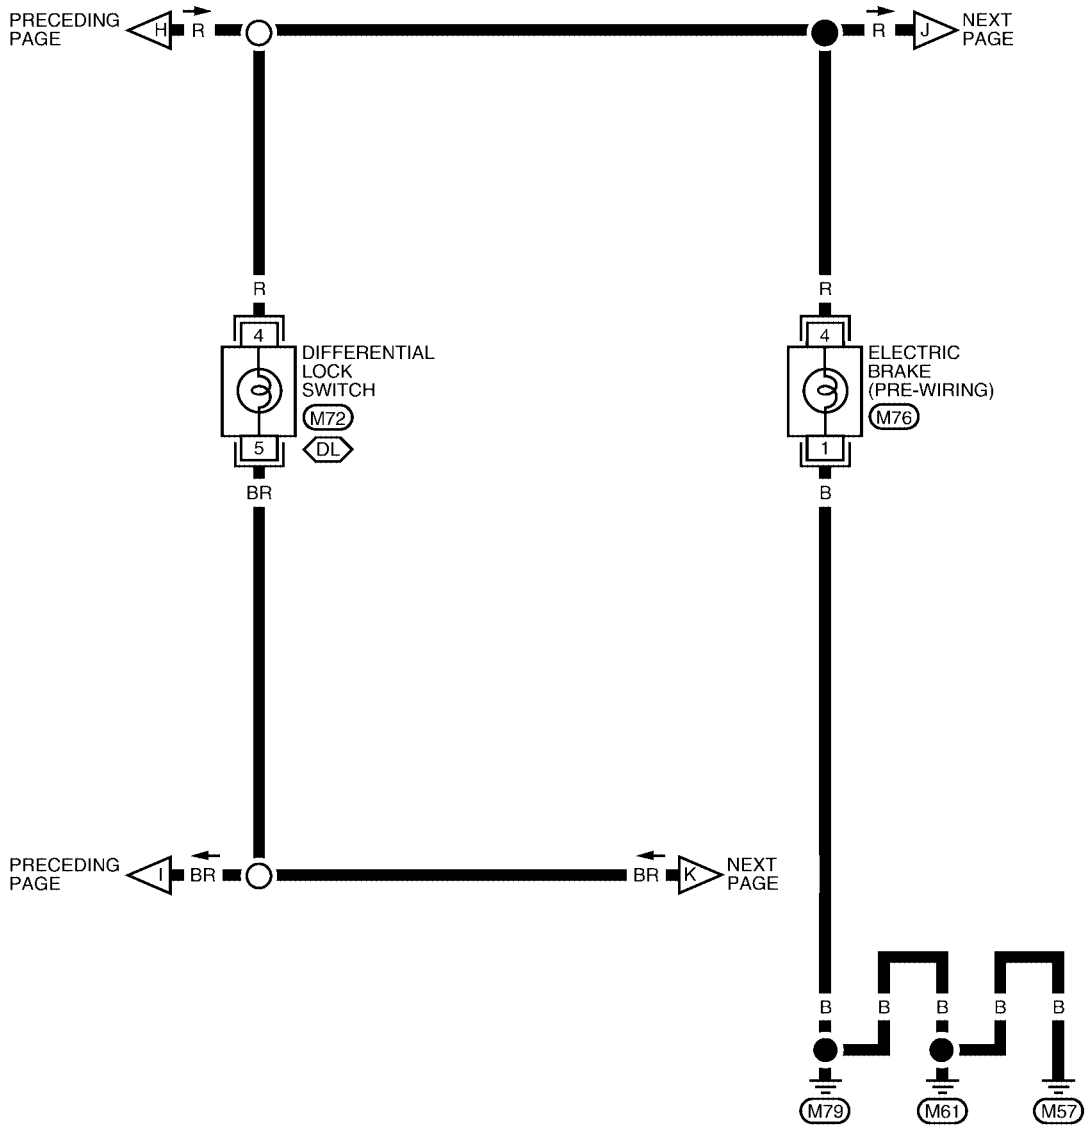 PRECEDING
PAGE
H
R
R
J
NEXT
PAGE
R
R
4
DIFFERENTIAL
LOCK
SWITCH
M72
5
DL
BR
4
ELECTRIC
BRAKE
(PRE-WIRING)
M76
1
B
PRECEDING
PAGE
I
BR
BR
K
NEXT
PAGE
B
B
B
B
B
M79
M61
M57